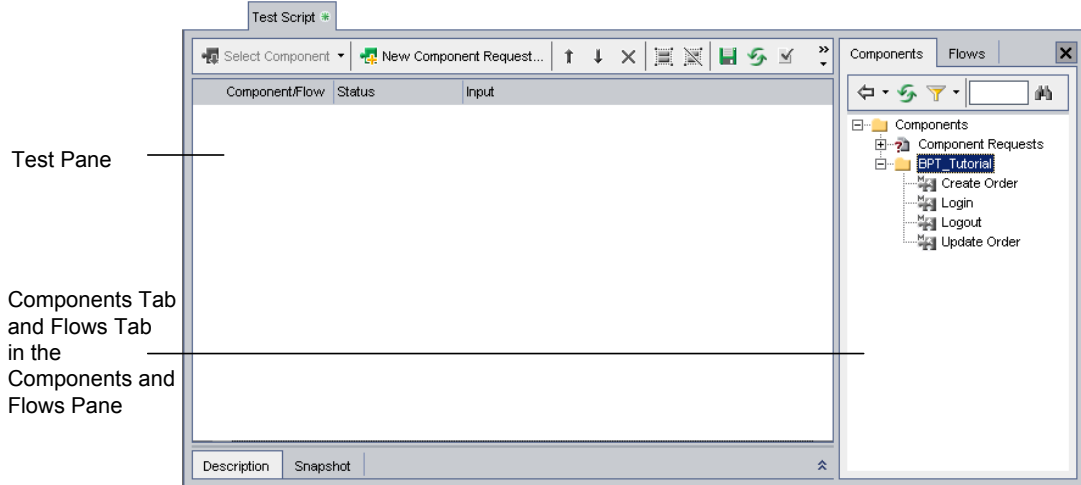 Test Script
Select Component
New Component Request...
Components
Flows
Component/Flow
Status
Input
Components
Component Requests
BPT_Tutorial
Create Order
Login
Logout
Update Order
Test Pane
Components Tab
and Flows Tab
in the
Components and
Flows Pane
Description
Snapshot